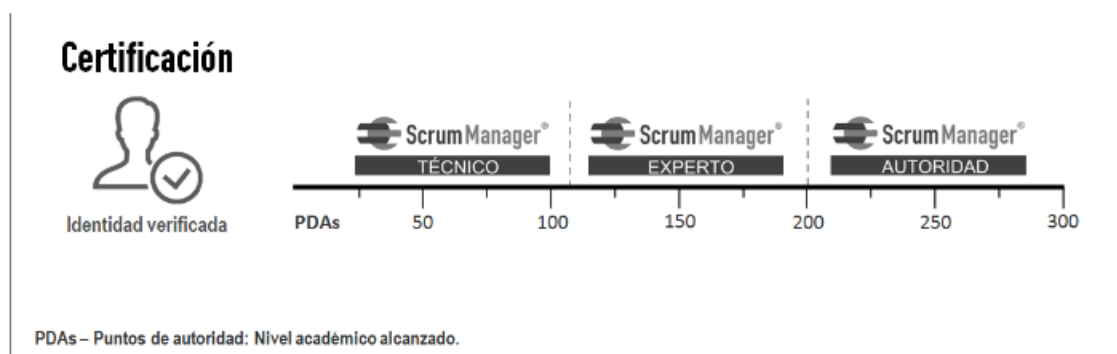 Certificación
ScrumManager® ScrumManager® ScrumManager®
TÉCNICO EXPERTO AUTORIDAD
Identidad verificada PDAs 50 100 150 200 250 300
PDAs – Puntos de autoridad: Nivel académico alcanzado.